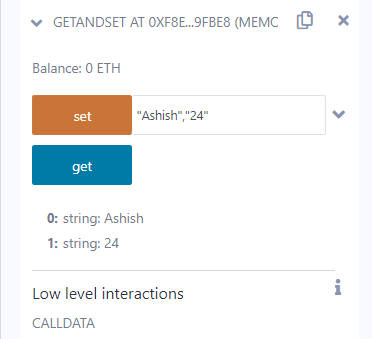 GETANDSET AT 0XF8E...9FBE8 (MEMC
Balance: 0 ETH
set "Ashish","24"
get
0: string: Ashish
1: string: 24
Low level interactions
CALLDATA